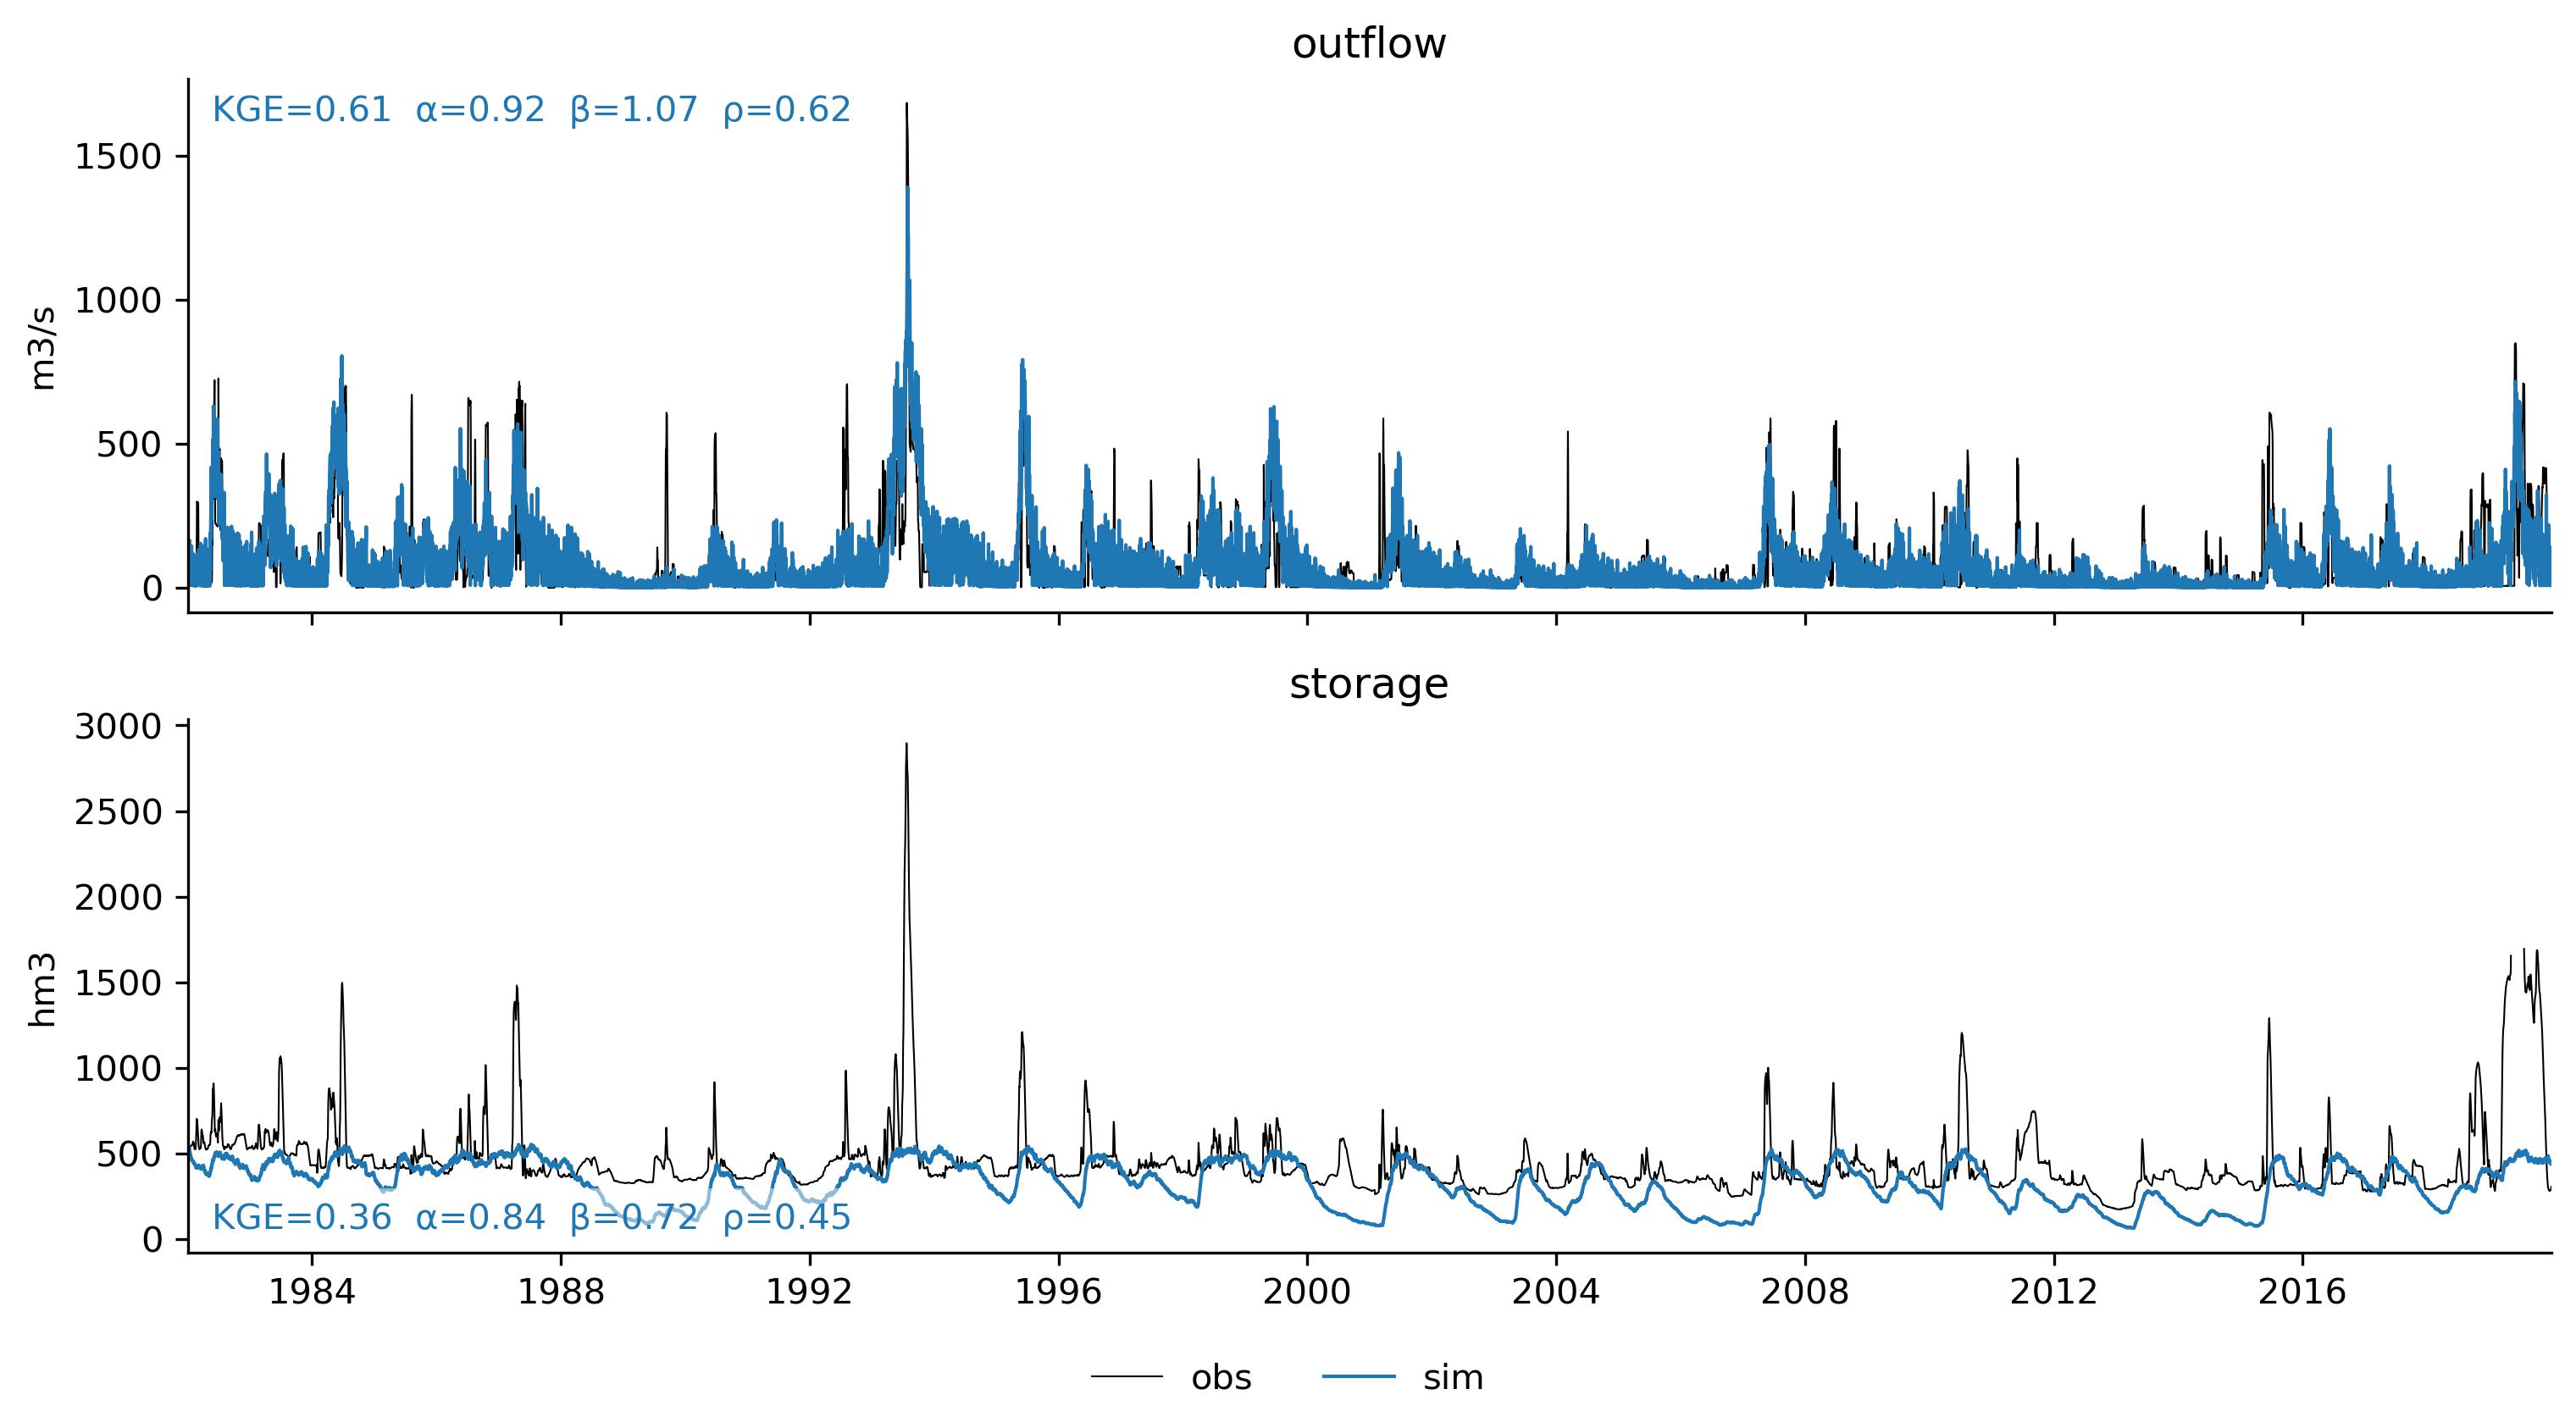 outflow
KGE=0.61 α=0.92 β=1.07 ρ=0.62
1500
1000
500
0
m3/s
storage
3000
2500
2000
1500
1000
500
0
hm3
KGE=0.36 α=0.84 β=0.72 ρ=0.45
1984 1988 1992 1996 2000 2004 2008 2012 2016
obs sim